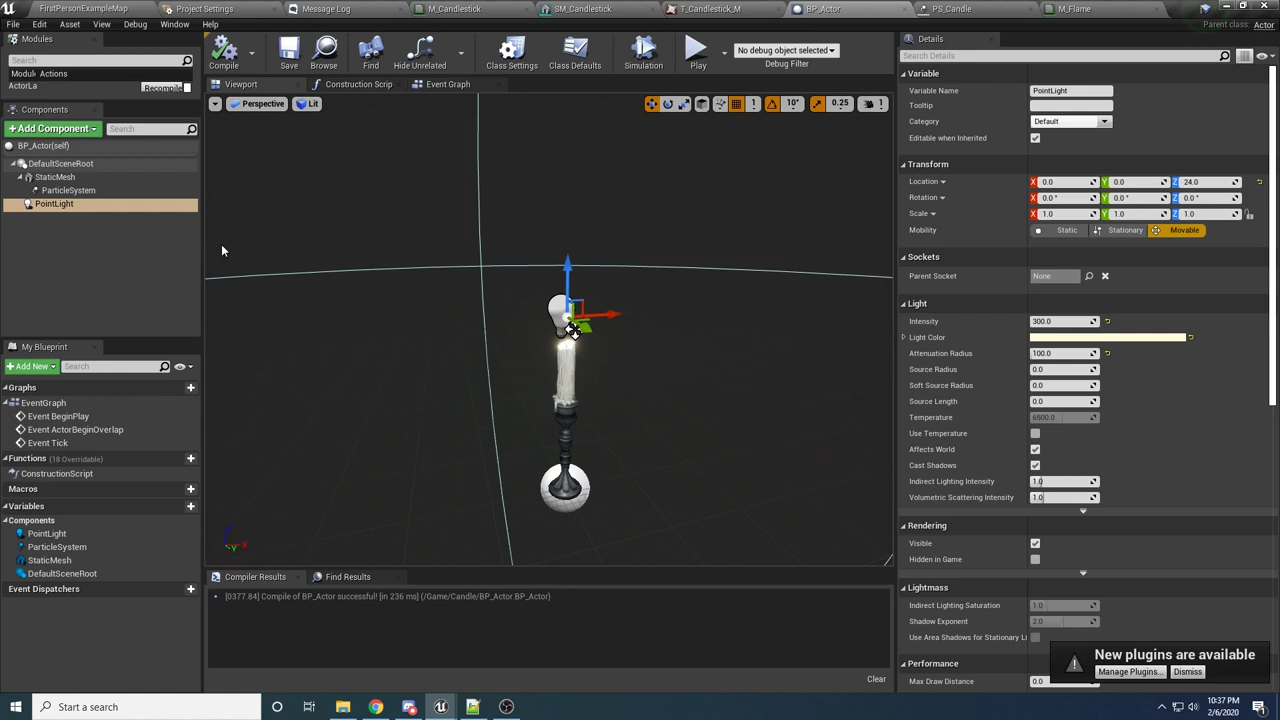 FirstPersonExampleMap
Project Settings
Message Log
M_Candlestick
SM_Candlestick
T_Candlestick_M
BP_Actor
PS_Candle
M_Flame
File Edit Asset View Debug Window Help
Parent class: Actor
Modules
Search
Actions
Recompile
Components
+Add Component
Search
BP_Actor(self)
DefaultSceneRoot
StaticMesh
ParticleSystem
PointLight
My Blueprint
+Add New
Search
Graphs
EventGraph
Event BeginPlay
Event ActorBeginOverlap
Event Tick
Functions (18 Overridable)
ConstructionScript
Macros
Variables
Components
PointLight
ParticleSystem
StaticMesh
DefaultSceneRoot
Event Dispatchers
Compile
Save
Browse
Find
Hide Unrelated
Class Settings
Class Defaults
Simulation
Play
No debug object selected
Debug Filter
Viewport
Construction Scrip
Event Graph
Perspective
Lit
1
10°
0.25
1
Z
X
Y
Compiler Results
Find Results
[0377.84] Compile of BP_Actor successful! [in 236 ms] (/Game/Candle/BP_Actor.BP_Actor)
Clear
Details
Search Details
Variable
Variable Name PointLight
Tooltip
Category Default
Editable when Inherited
Transform
Location X 0.0 Y 0.0 Z 24.0
Rotation X 0.0 ° Y 0.0 ° Z 0.0 °
Scale X 1.0 Y 1.0 Z 1.0
Mobility Static Stationary Movable
Sockets
Parent Socket None
Light
Intensity 300.0
Light Color
Attenuation Radius 100.0
Source Radius 0.0
Soft Source Radius 0.0
Source Length 0.0
Temperature 6500.0
Use Temperature
Affects World
Cast Shadows
Indirect Lighting Intensity 1.0
Volumetric Scattering Intensity 1.0
Rendering
Visible
Hidden in Game
Lightmass
Indirect Lighting Saturation 1.0
Shadow Exponent 2.0
Use Area Shadows for Stationary Li
Performance
Max Draw Distance 0.0
New plugins are available
Manage Plugins...
Dismiss
Start a search
10:37 PM
2/6/2020